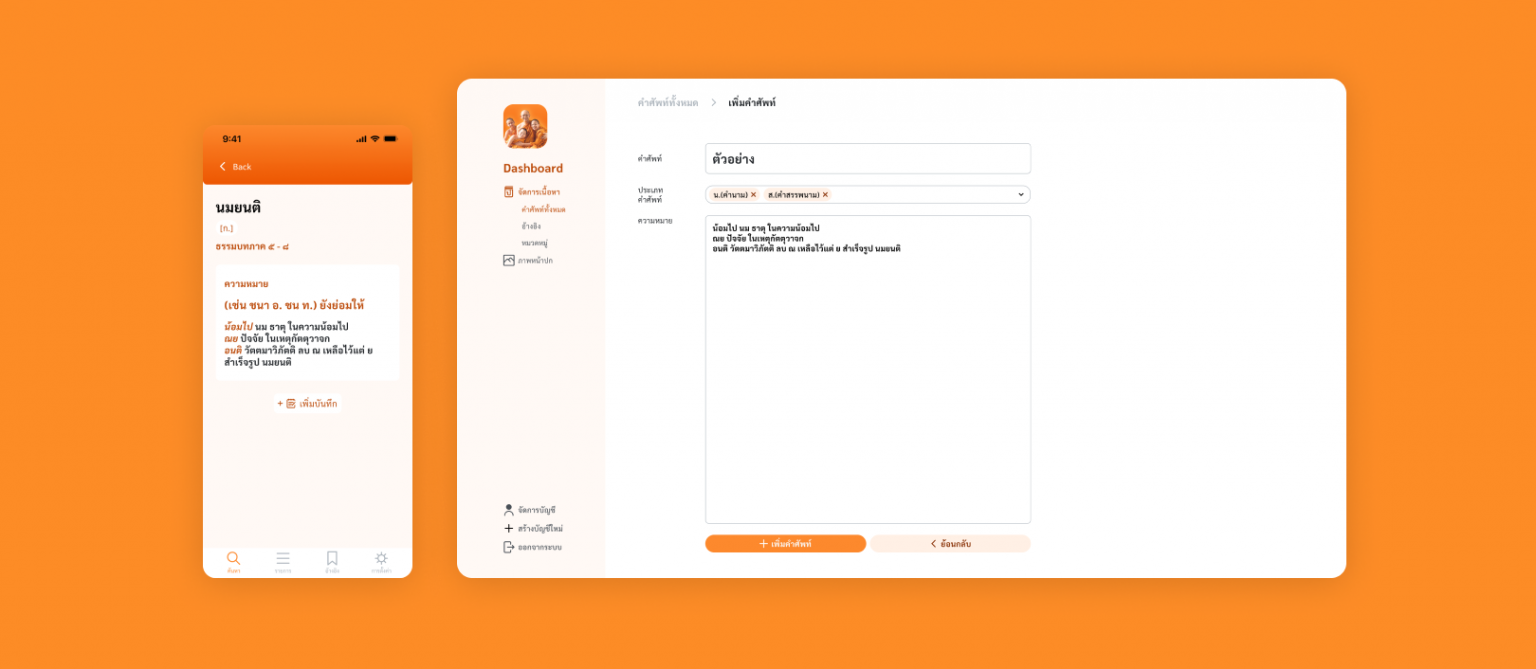 9:41
Back
นมยนติ
[ก.]
ธรรมบทภาค ๕ - ๘
ความหมาย
(เช่น ชนา อ. ชน ท.) ยังย่อมให้
น้อมไป นม ธาตุ ในความน้อมไป
ณย ปัจจัย ในเหตุกัตตุวาจก
อนติ วัตตมาวิภัตติ ลบ ณ เหลือไว้แต่ ย
สำเร็จรูป นมยนติ
+ เพิ่มบันทึก
ค้นหา
การตั้งค่า
Dashboard
จัดการเนื้อหา
คำศัพท์ทั้งหมด
อ้างอิง
หมวดหมู่
ภาพหน้าปก
จัดการบัญชี
สร้างบัญชีใหม่
ออกจากระบบ
คำศัพท์ทั้งหมด > เพิ่มคำศัพท์
คำศัพท์
ตัวอย่าง
ประเภท
คำศัพท์
น.(คำนาม) × ส.(คำสรรพนาม) ×
ความหมาย
น้อมไป นม ธาตุ ในความน้อมไป
ณย ปัจจัย ในเหตุกัตตุวาจก
อนติ วัตตมาวิภัตติ ลบ ณ เหลือไว้แต่ ย สำเร็จรูป นมยนติ
+ เพิ่มคำศัพท์
< ย้อนกลับ